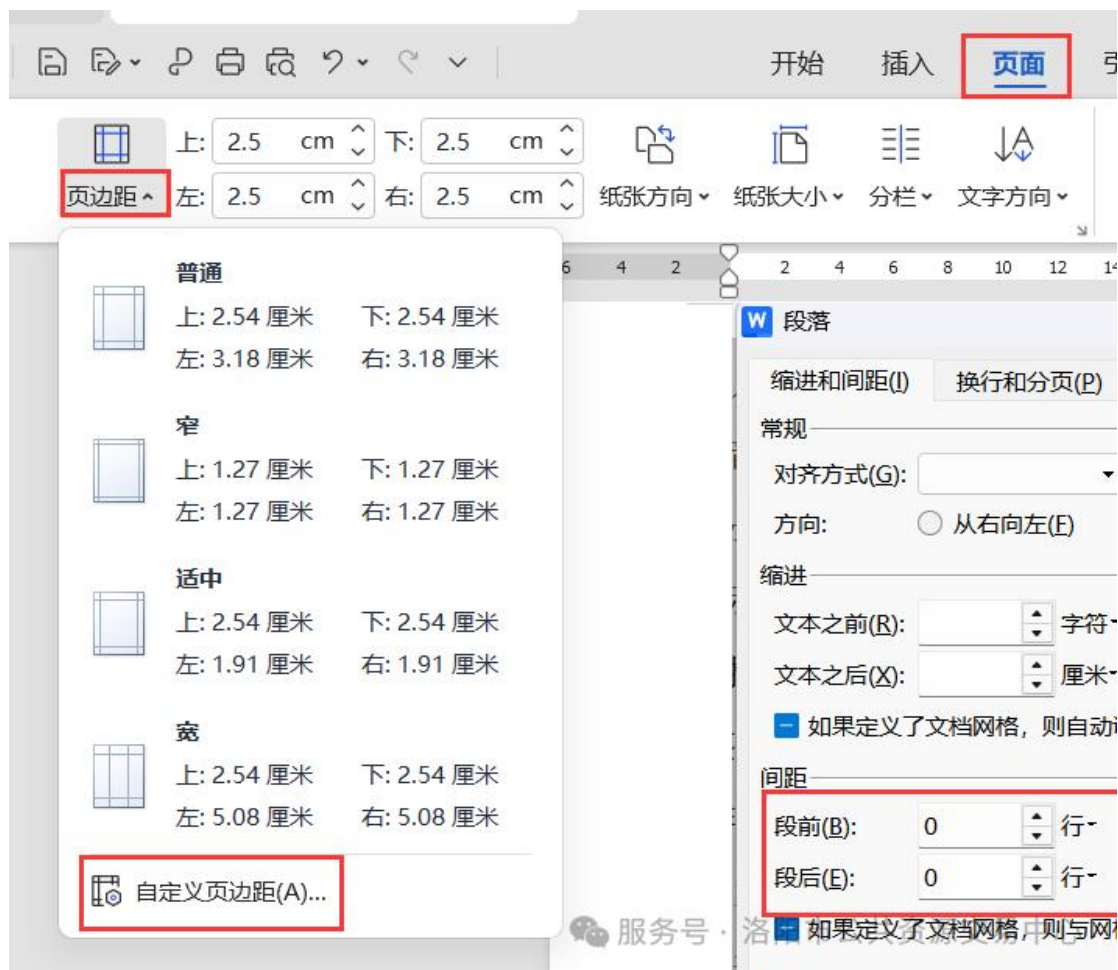 开始 插入 页面
上: 2.5 cm 下: 2.5 cm
页边距 左: 2.5 cm 右: 2.5 cm 纸张方向 纸张大小 分栏 文字方向
6 4 2 2 4 6 8 10 12 14
普通
上: 2.54 厘米 下: 2.54 厘米
左: 3.18 厘米 右: 3.18 厘米
窄
上: 1.27 厘米 下: 1.27 厘米
左: 1.27 厘米 右: 1.27 厘米
适中
上: 2.54 厘米 下: 2.54 厘米
左: 1.91 厘米 右: 1.91 厘米
宽
上: 2.54 厘米 下: 2.54 厘米
左: 5.08 厘米 右: 5.08 厘米
自定义页边距(A)...
W 段落
缩进和间距(I) 换行和分页(P)
常规
对齐方式(G):
方向: 从右向左(F)
缩进
文本之前(R): 字符
文本之后(X): 厘米
如果定义了文档网格，则自动
间距
段前(B): 0 行
段后(E): 0 行
如果定义了文档网格，则与网
服务号 · 洛